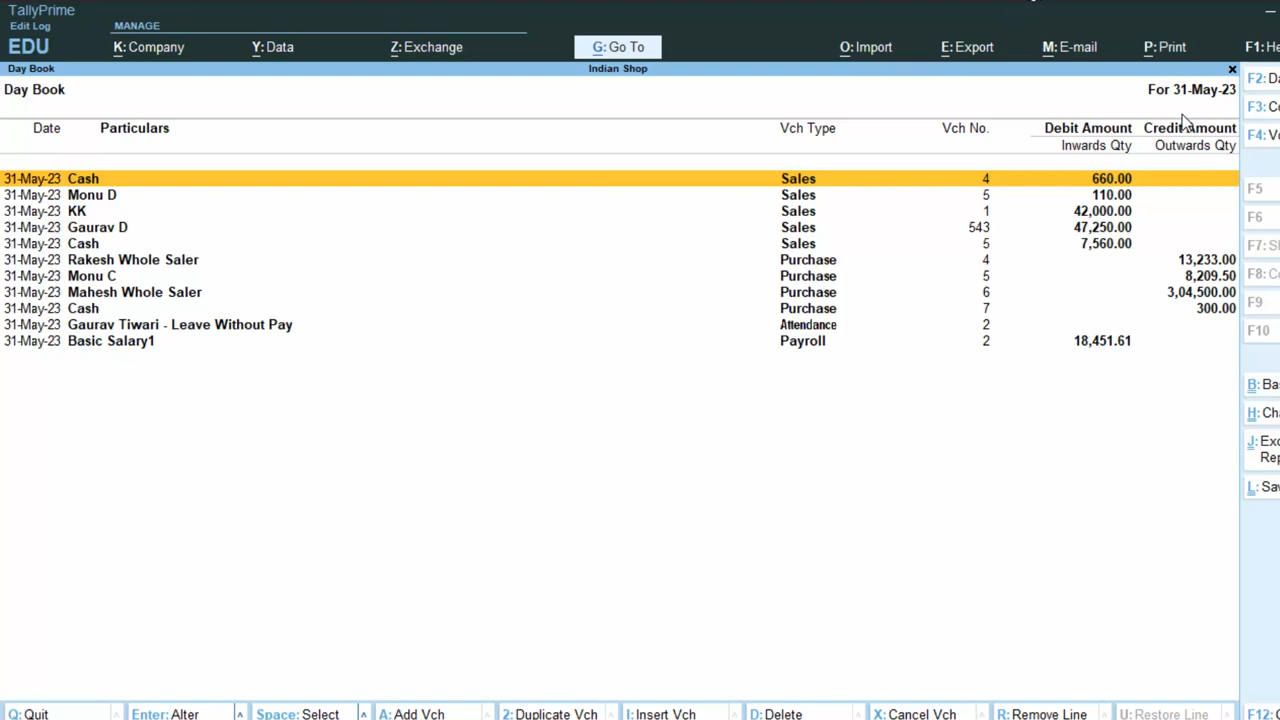 TallyPrime
Edit Log
MANAGE
EDU K: Company Y: Data Z: Exchange G: Go To O: Import E: Export M: E-mail P: Print F1:
Day Book Indian Shop ×
Day Book For 31-May-23
Date Particulars Vch Type Vch No. Debit Amount Credit Amount
Inwards Qty Outwards Qty
31-May-23 Cash Sales 4 660.00
31-May-23 Monu D Sales 5 110.00
31-May-23 KK Sales 1 42,000.00
31-May-23 Gaurav D Sales 543 47,250.00
31-May-23 Cash Sales 5 7,560.00
31-May-23 Rakesh Whole Saler Purchase 4 13,233.00
31-May-23 Monu C Purchase 5 8,209.50
31-May-23 Mahesh Whole Saler Purchase 6 3,04,500.00
31-May-23 Cash Purchase 7 300.00
31-May-23 Gaurav Tiwari - Leave Without Pay Attendance 2
31-May-23 Basic Salary1 Payroll 2 18,451.61
F2:
F3:
F4:
F5
F6
F7:
F8:
F9
F10
B:
H:
J:
L:
Q: Quit Enter: Alter Space: Select A: Add Vch 2: Duplicate Vch I: Insert Vch D: Delete X: Cancel Vch R: Remove Line U: Restore Line F12: